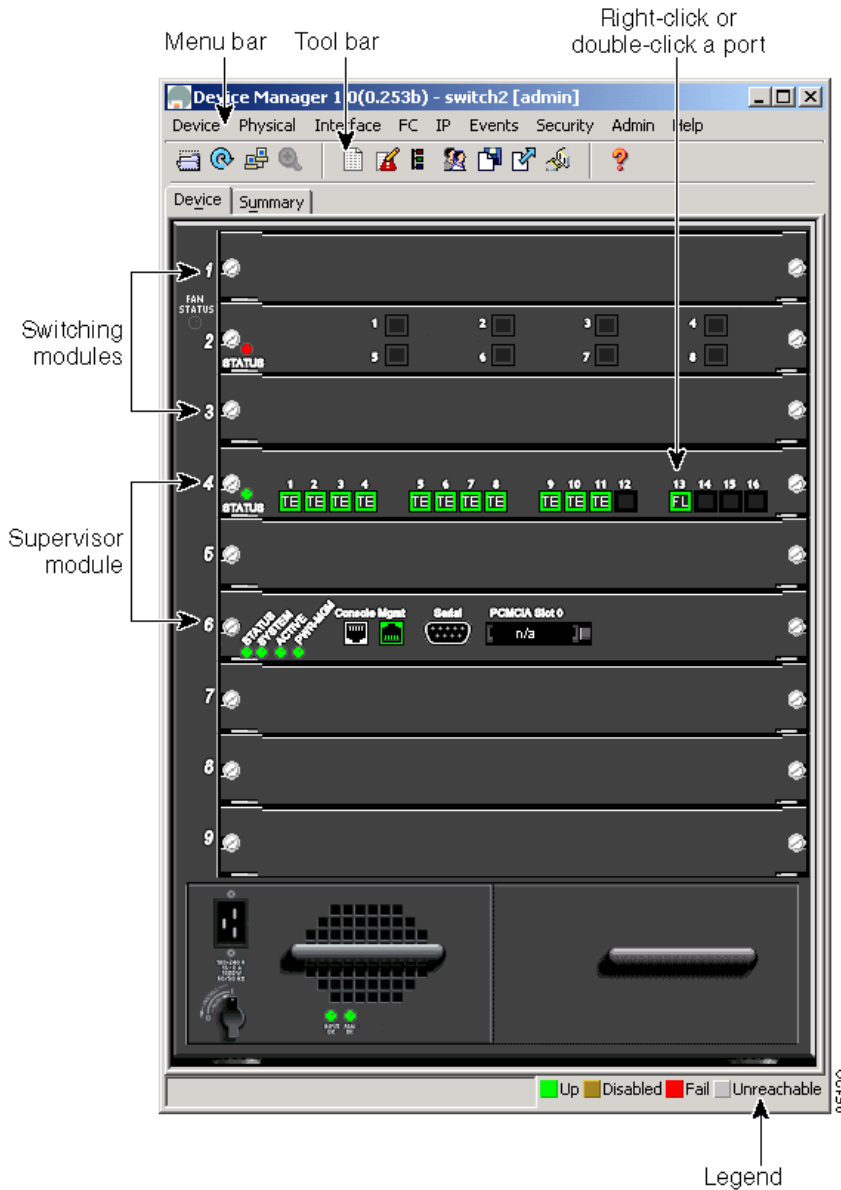 Right-click or
double-click a port
Menu bar Tool bar
Device Manager 1.0(0.253b) - switch2 [admin]
Device Physical Interface FC IP Events Security Admin Help
Device Summary
1
FAN
STATUS
Switching
modules
2
STATUS
1 2 3 4
5 6 7 8
3
4
STATUS
1 2 3 4 5 6 7 8 9 10 11 12 13 14 15 16
TE TE TE TE TE TE TE TE TE TE TE FL
Supervisor
module
5
6
STATUS
SYSTEM
ACTIVE
PWR-MGM
Console Mgmt Serial PCMCIA Slot 0
n/a
7
8
9
Up Disabled Fail Unreachable
Legend